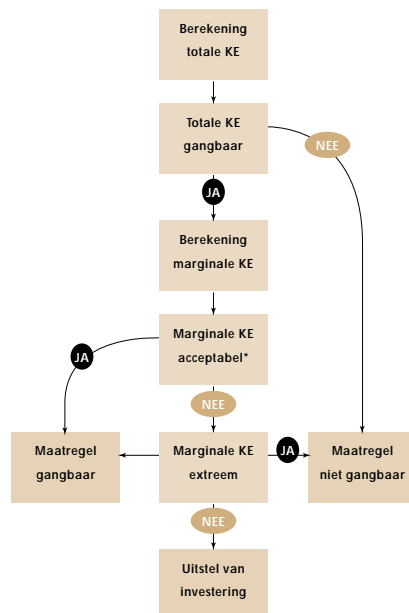 Berekening
totale KE
Totale KE
gangbaar
NEE
JA
Berekening
marginale KE
Marginale KE
acceptabel*
JA
NEE
Maatregel
gangbaar
Marginale KE
extreem
JA
Maatregel
niet gangbaar
NEE
Uitstel van
investering